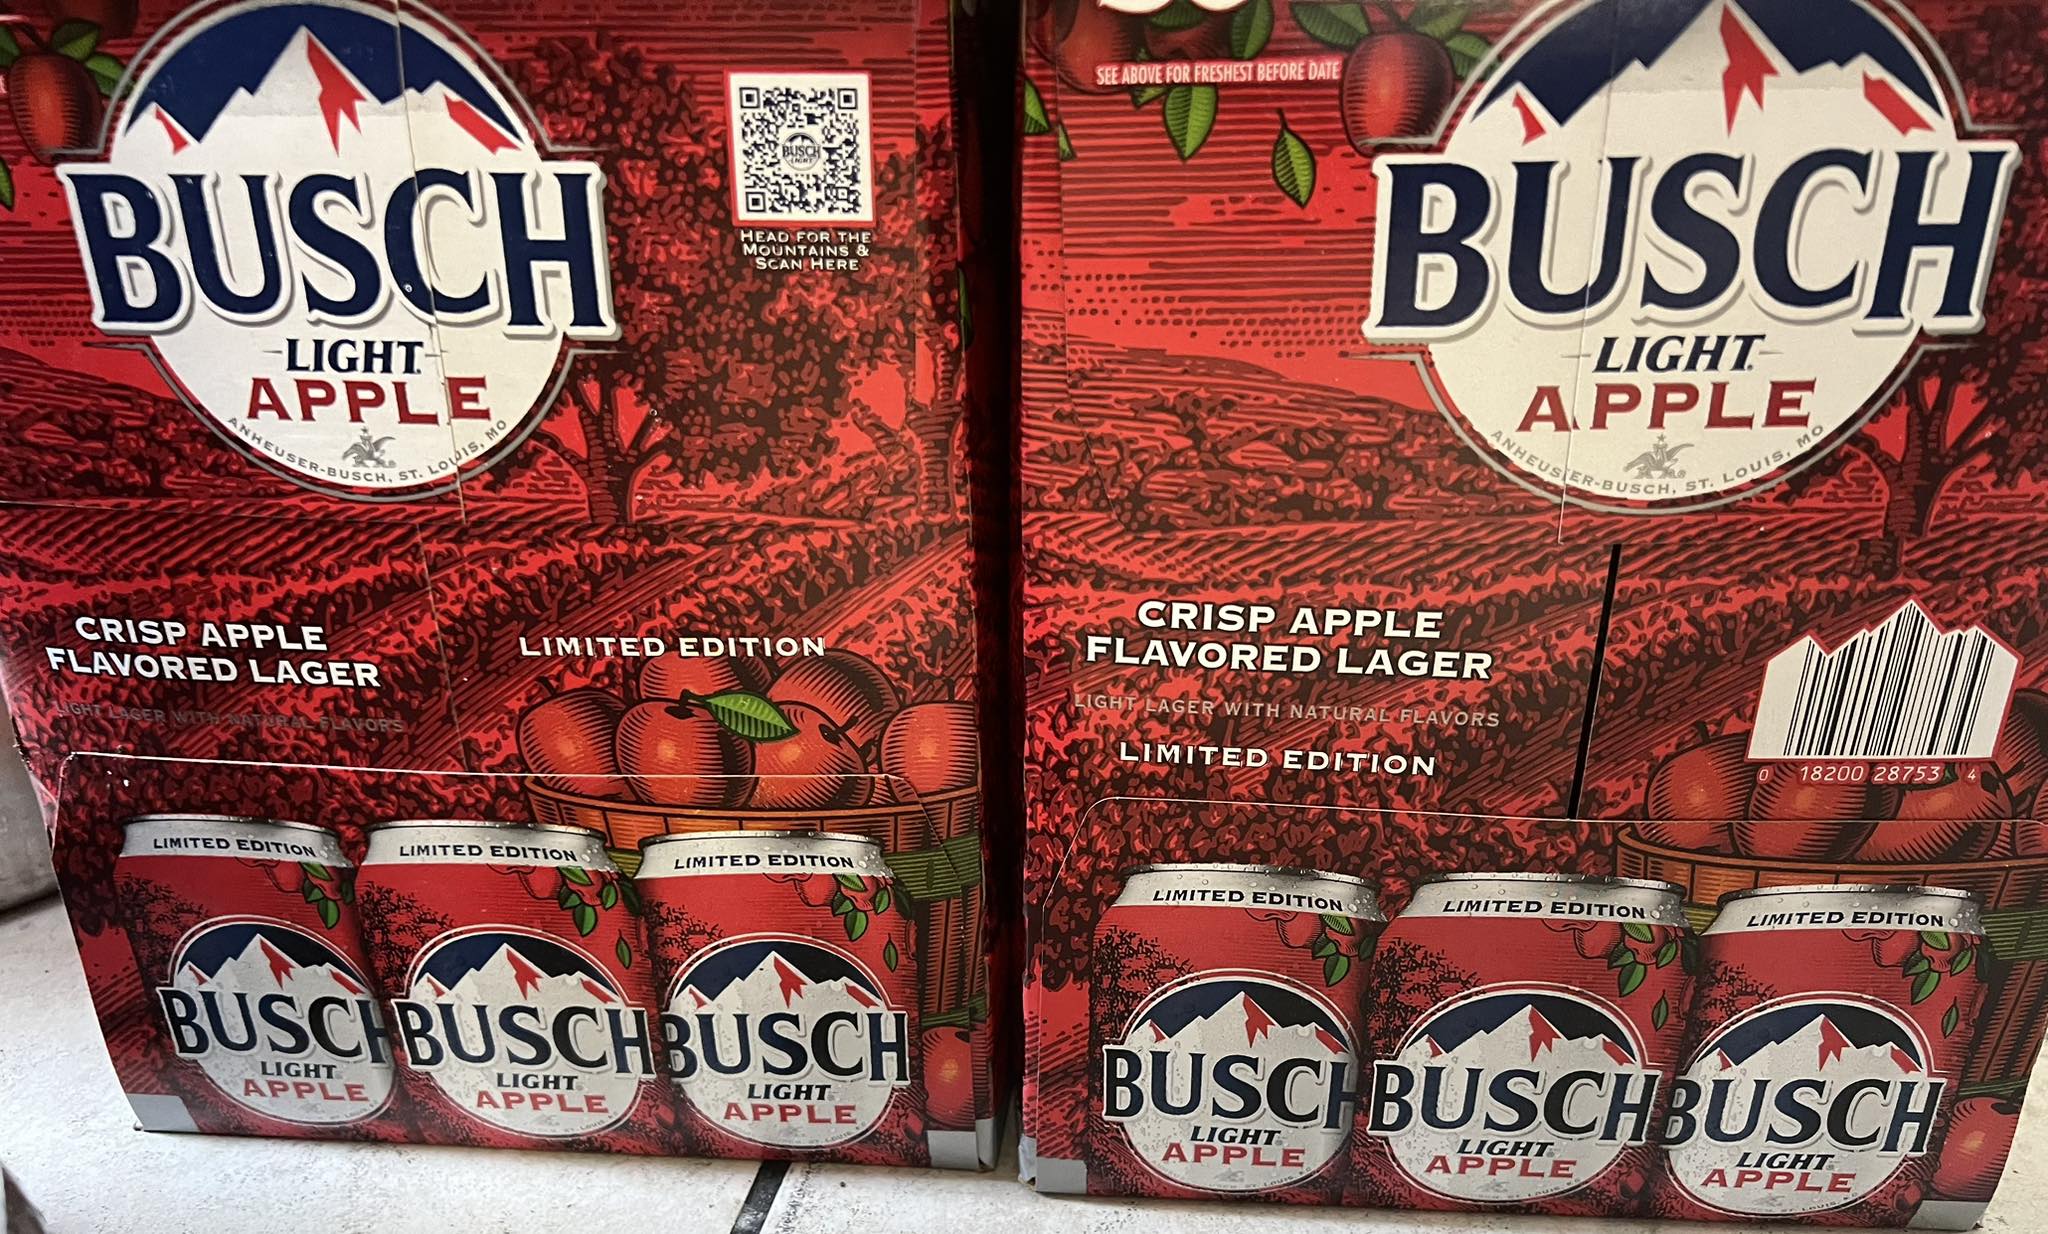 BUSCH
LIGHT
APPLE
ANHEUSER-BUSCH, ST. LOUIS, MO
BUSCH
LIGHT
HEAD FOR THE
MOUNTAINS &
SCAN HERE
CRISP APPLE
FLAVORED LAGER
LIGHT LAGER WITH NATURAL FLAVORS
LIMITED EDITION
LIMITED EDITION
BUSCH
LIGHT
APPLE
LIMITED EDITION
BUSCH
LIGHT
APPLE
LIMITED EDITION
BUSCH
LIGHT
APPLE
SEE ABOVE FOR FRESHEST BEFORE DATE
BUSCH
LIGHT
APPLE
ANHEUSER-BUSCH, ST. LOUIS, MO
CRISP APPLE
FLAVORED LAGER
LIGHT LAGER WITH NATURAL FLAVORS
LIMITED EDITION
0 18200 28753 4
LIMITED EDITION
BUSCH
LIGHT
APPLE
LIMITED EDITION
BUSCH
LIGHT
APPLE
LIMITED EDITION
BUSCH
LIGHT
APPLE